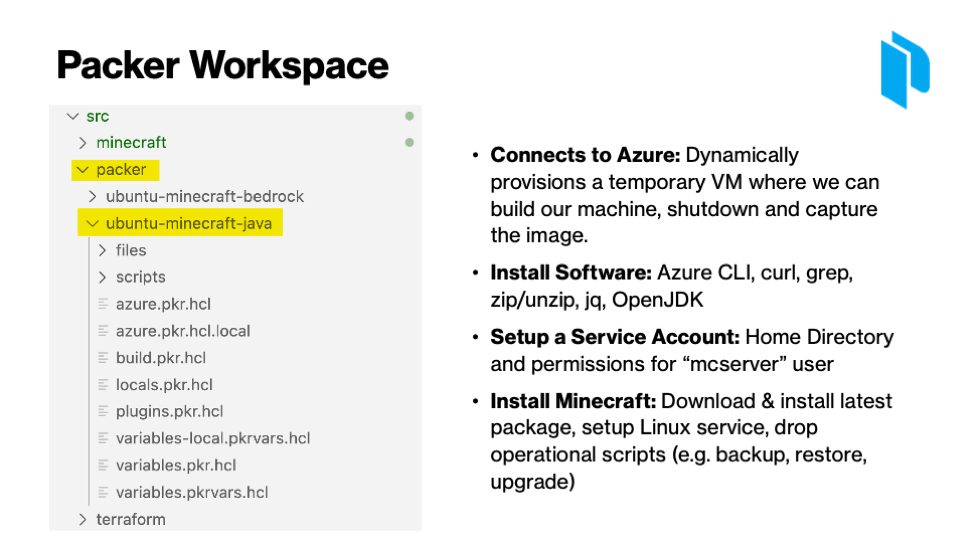 Packer Workspace
src
minecraft
packer
ubuntu-minecraft-bedrock
ubuntu-minecraft-java
files
scripts
azure.pkr.hcl
azure.pkr.hcl.local
build.pkr.hcl
locals.pkr.hcl
plugins.pkr.hcl
variables-local.pkrvars.hcl
variables.pkr.hcl
variables.pkrvars.hcl
terraform
• Connects to Azure: Dynamically
provisions a temporary VM where we can
build our machine, shutdown and capture
the image.
• Install Software: Azure CLI, curl, grep,
zip/unzip, jq, OpenJDK
• Setup a Service Account: Home Directory
and permissions for “mcserver” user
• Install Minecraft: Download & install latest
package, setup Linux service, drop
operational scripts (e.g. backup, restore,
upgrade)